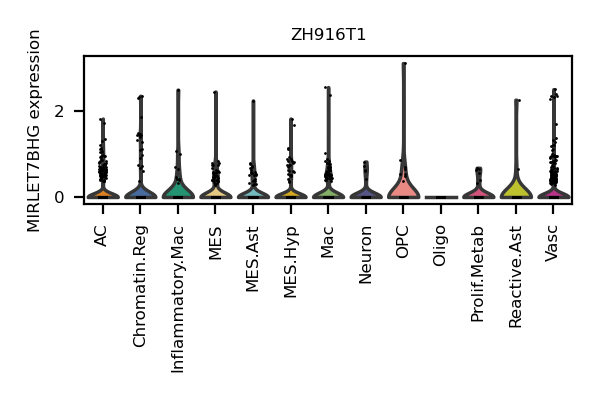 ZH916T1
MIRLET7BHG expression
2
0
AC
Chromatin.Reg
Inflammatory.Mac
MES
MES.Ast
MES.Hyp
Mac
Neuron
OPC
Oligo
Prolif.Metab
Reactive.Ast
Vasc